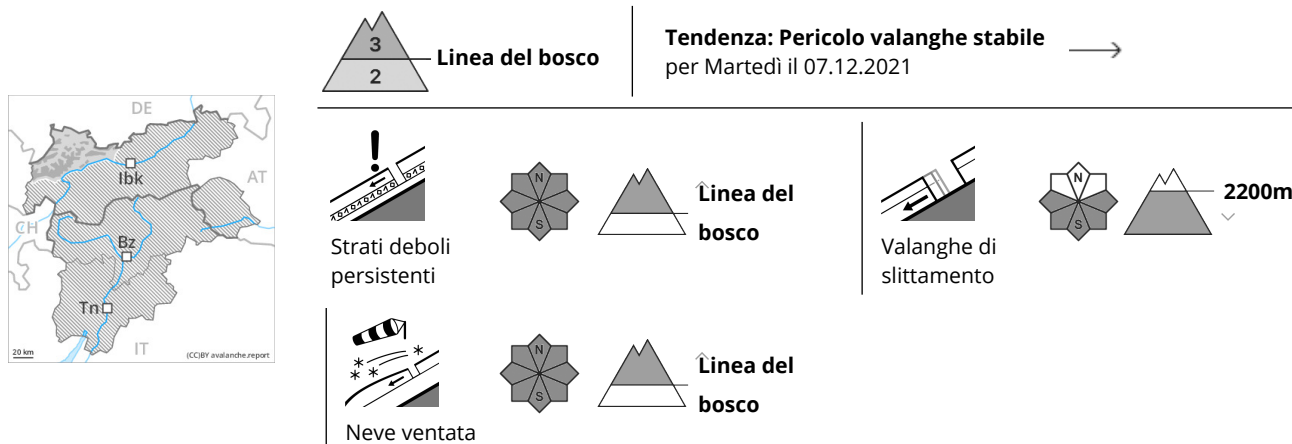 3
2
Linea del bosco
Tendenza: Pericolo valanghe stabile
per Martedì il 07.12.2021
DE
Ibk
AT
CH
Bz
Tn
IT
20 km
(CC)BY avalanche.report
N
S
Linea del
bosco
Strati deboli
persistenti
N
S
2200m
Valanghe di
slittamento
N
S
Linea del
bosco
Neve ventata